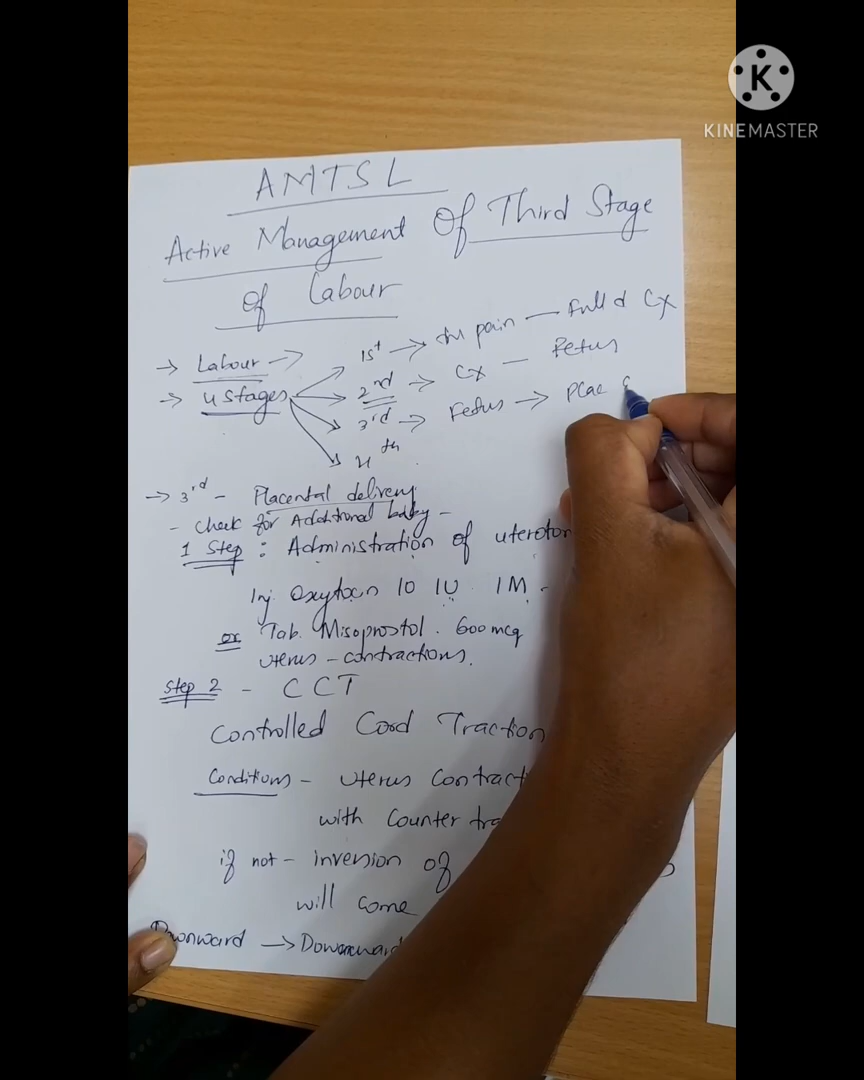 KINEMASTER
AMTSL
Active Management Of Third Stage
of Labour
→ Labour →
→ 4 Stages
1st → tru pain — Full d Cx
2nd → Cx — Fetus
3rd → Fetus → Plac
4th
→ 3rd - Placental delivery
- Check for Additional baby -
1 Step : Administration of uteroton
Inj. Oxytocin 10 IU. IM -
or Tab. Misoprostol. 600 mcg
uterus - contractions.
Step 2 - CCT
Controlled Cord Traction
Conditions - uterus contract
with Counter tra
if not - inversion of
will come
Downward → Downward